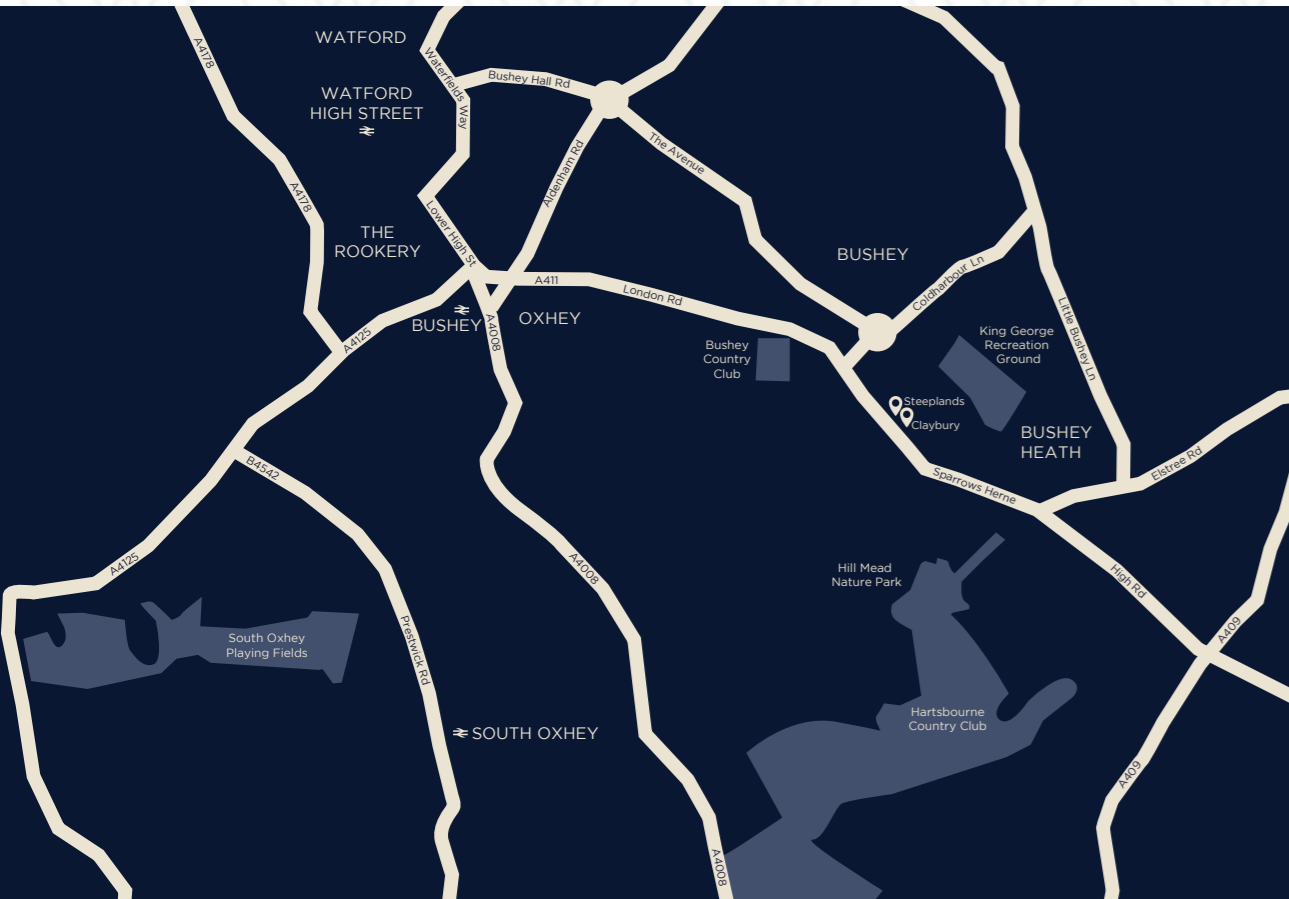 WATFORD
A4178
Waterfields Way
Bushey Hall Rd
WATFORD
HIGH STREET
The Avenue
Aldenham Rd
A4178
Lower High St
THE
ROOKERY
BUSHEY
Coldharbour Ln
A411
London Rd
BUSHEY
OXHEY
A4008
A4125
Little Bushey Ln
King George
Recreation
Ground
Bushey
Country
Club
Steeplands
Claybury
BUSHEY
HEATH
B4542
Elstree Rd
Sparrows Herne
A4125
A4008
Hill Mead
Nature Park
High Rd
South Oxhey
Playing Fields
Prestwick Rd
A409
Hartsbourne
Country Club
SOUTH OXHEY
A409
A4008